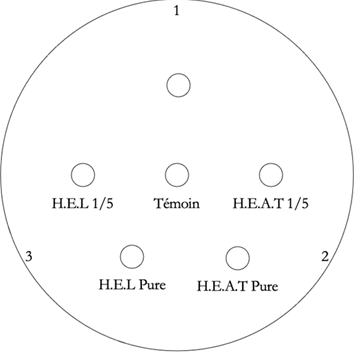 1
H.E.L 1/5 Témoin H.E.A.T 1/5
3 2
H.E.L Pure H.E.A.T Pure